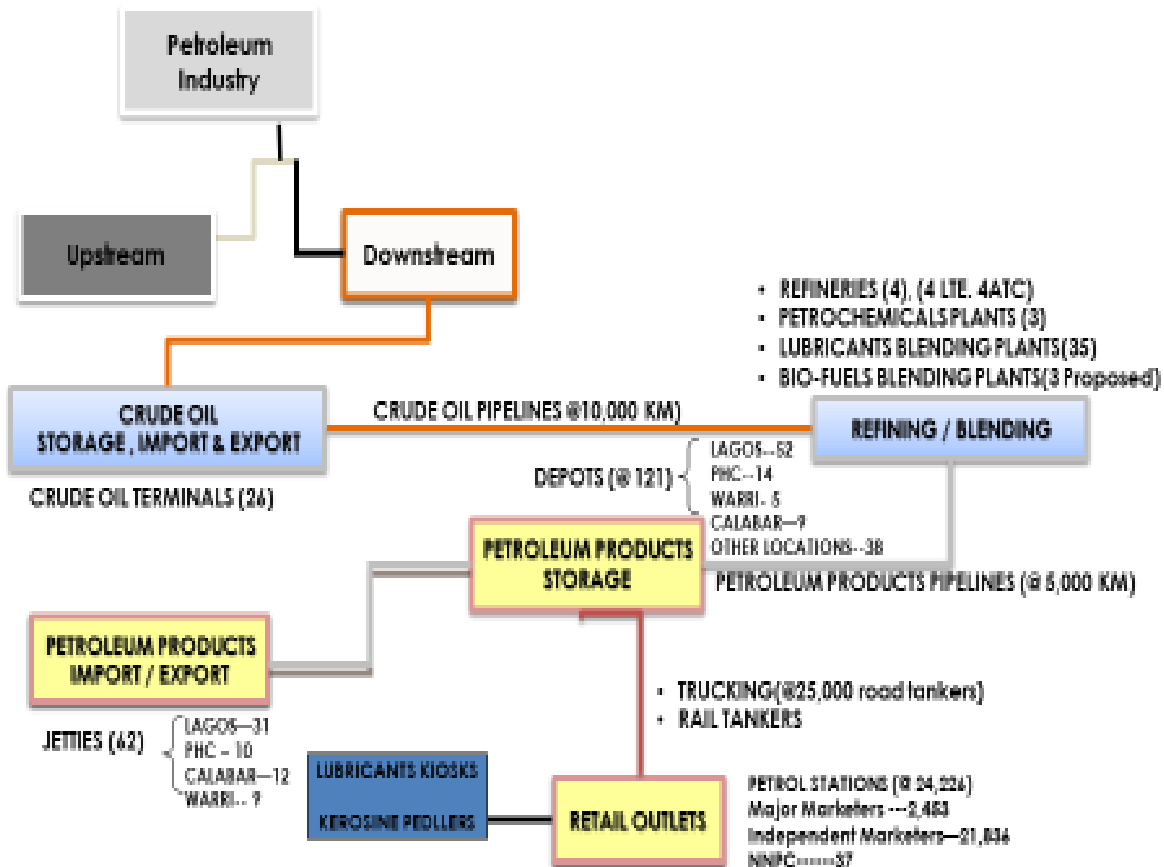 Petroleum
Industry
Upstream
Downstream
• REFINERIES (4), (4 LTE. 4ATC)
• PETROCHEMICALS PLANTS (3)
• LUBRICANTS BLENDING PLANTS(35)
• BIO-FUELS BLENDING PLANTS(3 Proposed)
CRUDE OIL
STORAGE, IMPORT & EXPORT
CRUDE OIL PIPELINES @10,000 KM)
REFINING / BLENDING
CRUDE OIL TERMINALS (26)
DEPOTS (@ 121)
LAGOS--52
PHC--14
WARRI- 5
CALABAR—9
OTHER LOCATIONS--38
PETROLEUM PRODUCTS
STORAGE
PETROLEUM PRODUCTS PIPELINES (@ 5,000 KM)
PETROLEUM PRODUCTS
IMPORT / EXPORT
• TRUCKING(@25,000 road tankers)
• RAIL TANKERS
JETTIES (62)
LAGOS—31
PHC – 10
CALABAR—12
WARRI-- 9
LUBRICANTS KIOSKS
KEROSINE PEDLLERS
RETAIL OUTLETS
PETROL STATIONS (@ 24,226)
Major Marketers ---2,453
Independent Marketers—21,836
NNPC------37